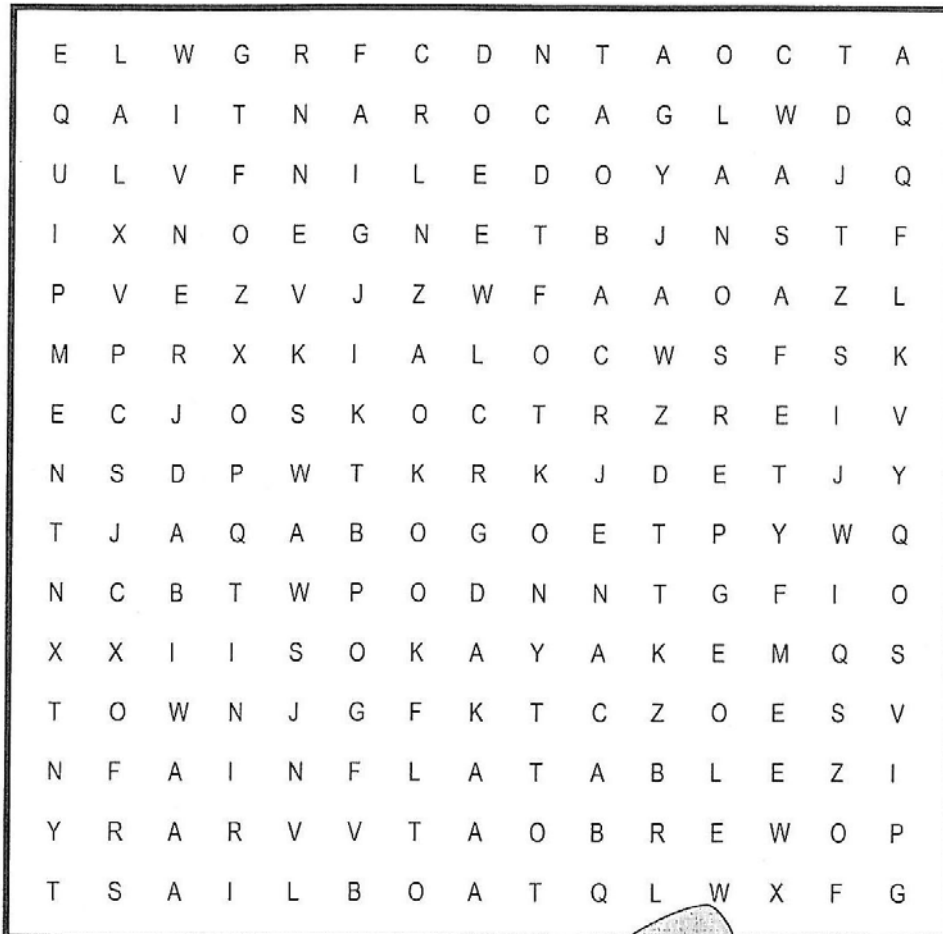 E L W G R F C D N T A O C T A
Q A I T N A R O C A G L W D Q
U L V F N I L E D O Y A A J Q
I X N O E G N E T B J N S T F
P V E Z V J Z W F A A O A Z L
M P R X K I A L O C W S F S K
E C J O S K O C T R Z R E I V
N S D P W T K R K J D E T J Y
T J A Q A B O G O E T P Y W Q
N C B T W P O D N N T G F I O
X X I I S O K A Y A K E M Q S
T O W N J G F K T C Z O E S V
N F A I N F L A T A B L E Z I
Y R A R V V T A O B R E W O P
T S A I L B O A T Q L W X F G